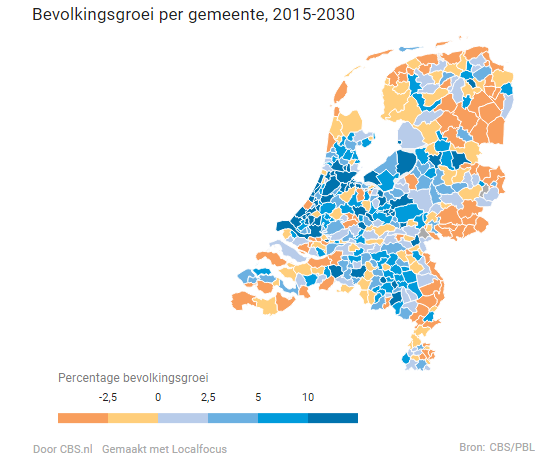 Bevolkingsgroei per gemeente, 2015-2030
Percentage bevolkingsgroei
-2,5 0 2,5 5 10
Door CBS.nl Gemaakt met Localfocus
Bron: CBS/PBL